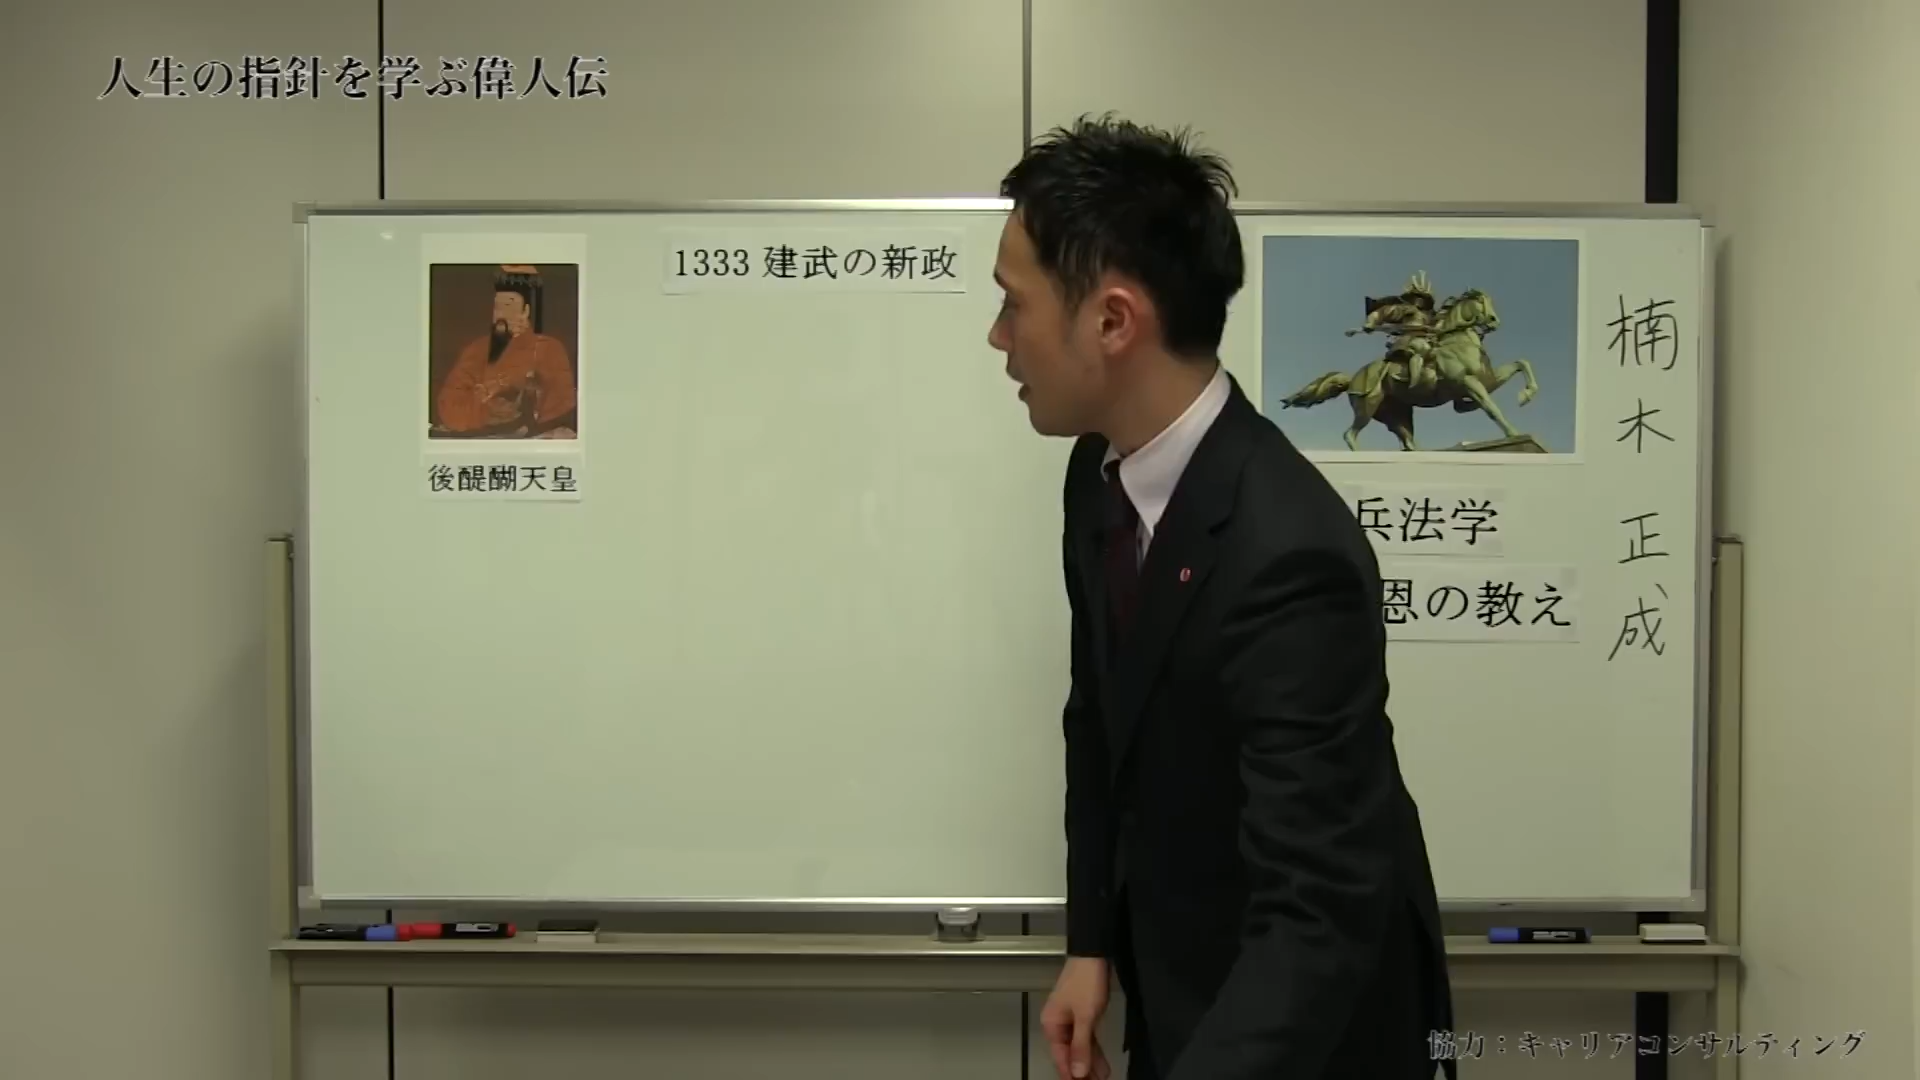 人生の指針を学ぶ偉人伝
1333 建武の新政
後醍醐天皇
楠木正成
兵法学
恩の教え
協力：キャリアコンサルティング